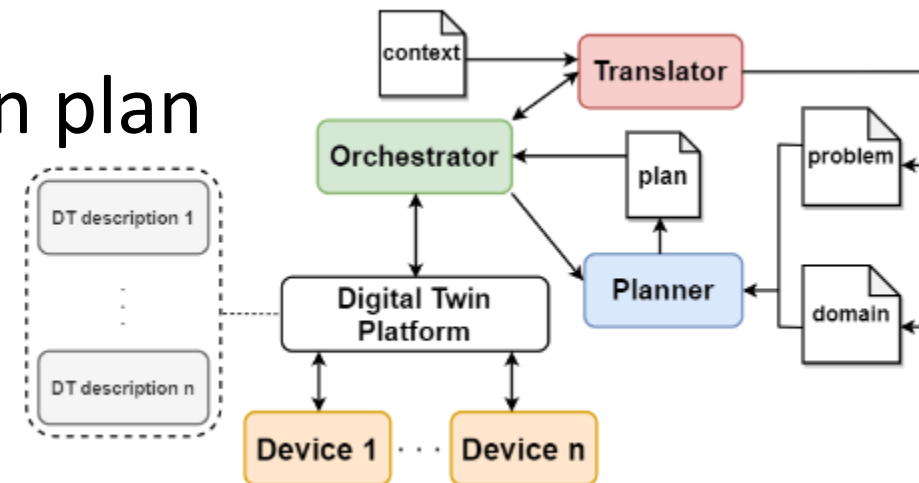 n plan
context
Translator
Orchestrator
plan
problem
DT description 1
Digital Twin
Platform
Planner
domain
DT description n
Device 1
. . .
Device n